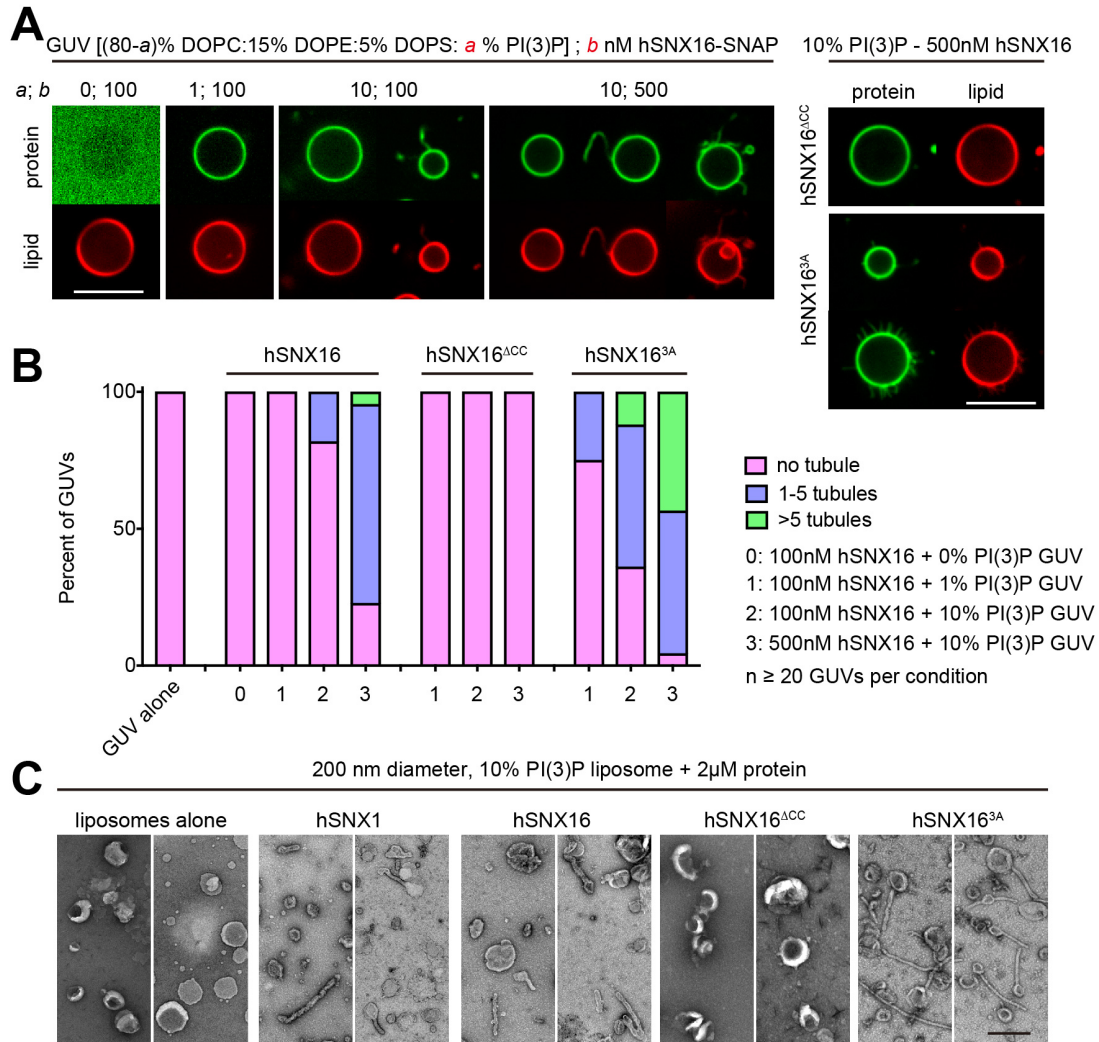 A
GUV [(80-a)% DOPC:15% DOPE:5% DOPS: a % PI(3)P] ; b nM hSNX16-SNAP
10% PI(3)P - 500nM hSNX16
a; b 0; 100 1; 100 10; 100 10; 500
protein lipid
protein
lipid
hSNX16ΔCC
hSNX163A
B
hSNX16 hSNX16ΔCC hSNX163A
Percent of GUVs
100
50
0
GUV alone 0 1 2 3 1 2 3 1 2 3
no tubule
1-5 tubules
>5 tubules
0: 100nM hSNX16 + 0% PI(3)P GUV
1: 100nM hSNX16 + 1% PI(3)P GUV
2: 100nM hSNX16 + 10% PI(3)P GUV
3: 500nM hSNX16 + 10% PI(3)P GUV
n ≥ 20 GUVs per condition
C
200 nm diameter, 10% PI(3)P liposome + 2μM protein
liposomes alone hSNX1 hSNX16 hSNX16ΔCC hSNX163A